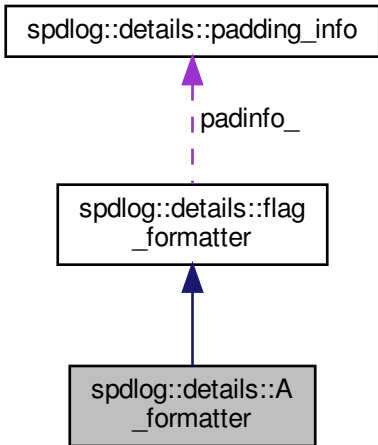 spdlog::details::padding_info
padinfo_
spdlog::details::flag
_formatter
spdlog::details::A
_formatter